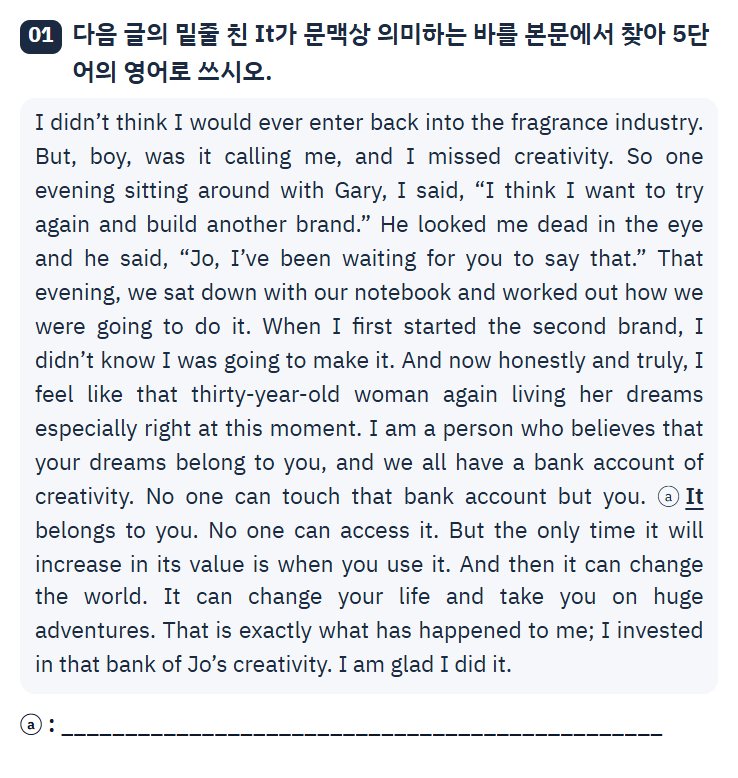 01 다음 글의 밑줄 친 It가 문맥상 의미하는 바를 본문에서 찾아 5단
어의 영어로 쓰시오.
I didn’t think I would ever enter back into the fragrance industry.
But, boy, was it calling me, and I missed creativity. So one
evening sitting around with Gary, I said, “I think I want to try
again and build another brand.” He looked me dead in the eye
and he said, “Jo, I’ve been waiting for you to say that.” That
evening, we sat down with our notebook and worked out how we
were going to do it. When I first started the second brand, I
didn’t know I was going to make it. And now honestly and truly, I
feel like that thirty-year-old woman again living her dreams
especially right at this moment. I am a person who believes that
your dreams belong to you, and we all have a bank account of
creativity. No one can touch that bank account but you. ⓐ It
belongs to you. No one can access it. But the only time it will
increase in its value is when you use it. And then it can change
the world. It can change your life and take you on huge
adventures. That is exactly what has happened to me; I invested
in that bank of Jo’s creativity. I am glad I did it.
ⓐ : _______________________________________________